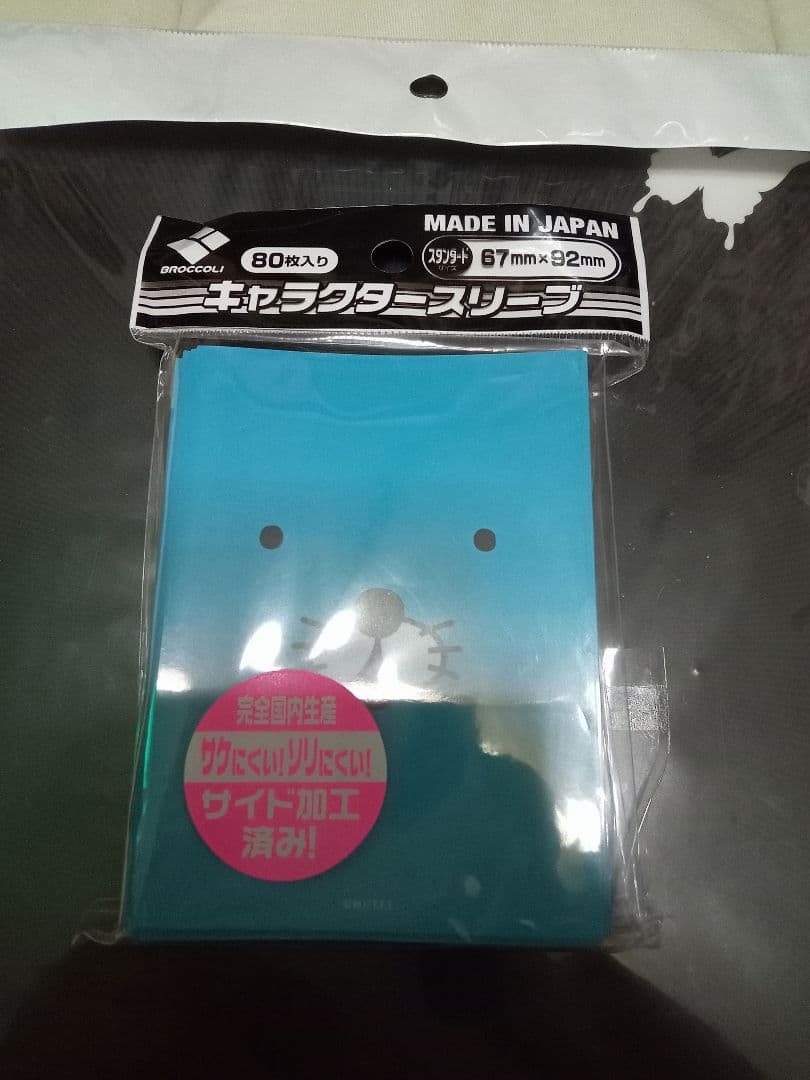 MADE IN JAPAN
BROCCOLI
80枚入り
スタンダード
サイズ
67mm×92mm
キャラクタースリーブ
完全国内生産
サケにくい!ソリにくい!
サイド加工
済み!